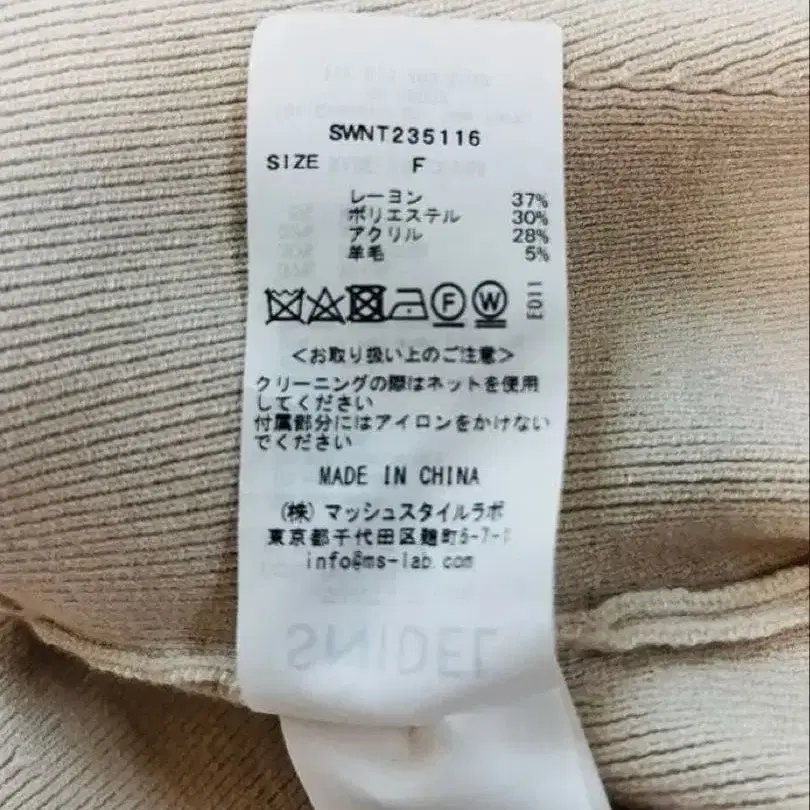 SWNT235116
SIZE F
レーヨン 37%
ポリエステル 30%
アクリル 28%
羊毛 5%
F W E011
<お取り扱い上のご注意>
クリーニングの際はネットを使用
してください
付属部分にはアイロンをかけない
でください
MADE IN CHINA
(株) マッシュスタイルラボ
東京都千代田区麹町5-7-1
info@ms-lab.com
SNIDEL